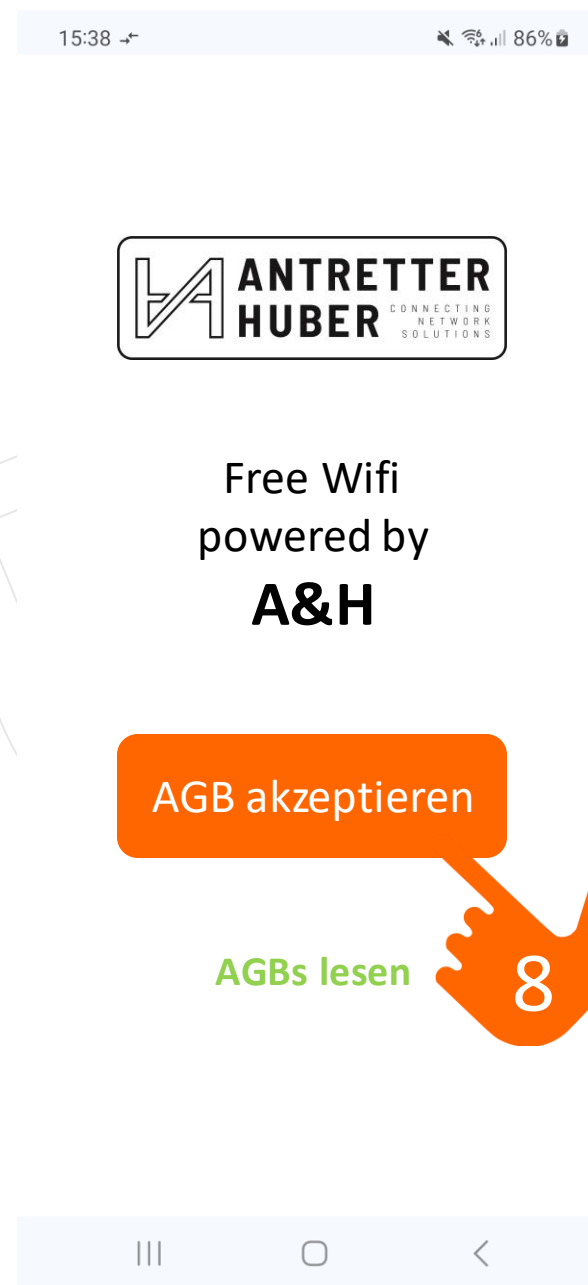 15:38
86%
ANTRETTER
HUBER
CONNECTING
NETWORK
SOLUTIONS
Free Wifi
powered by
A&H
AGB akzeptieren
AGBs lesen
8